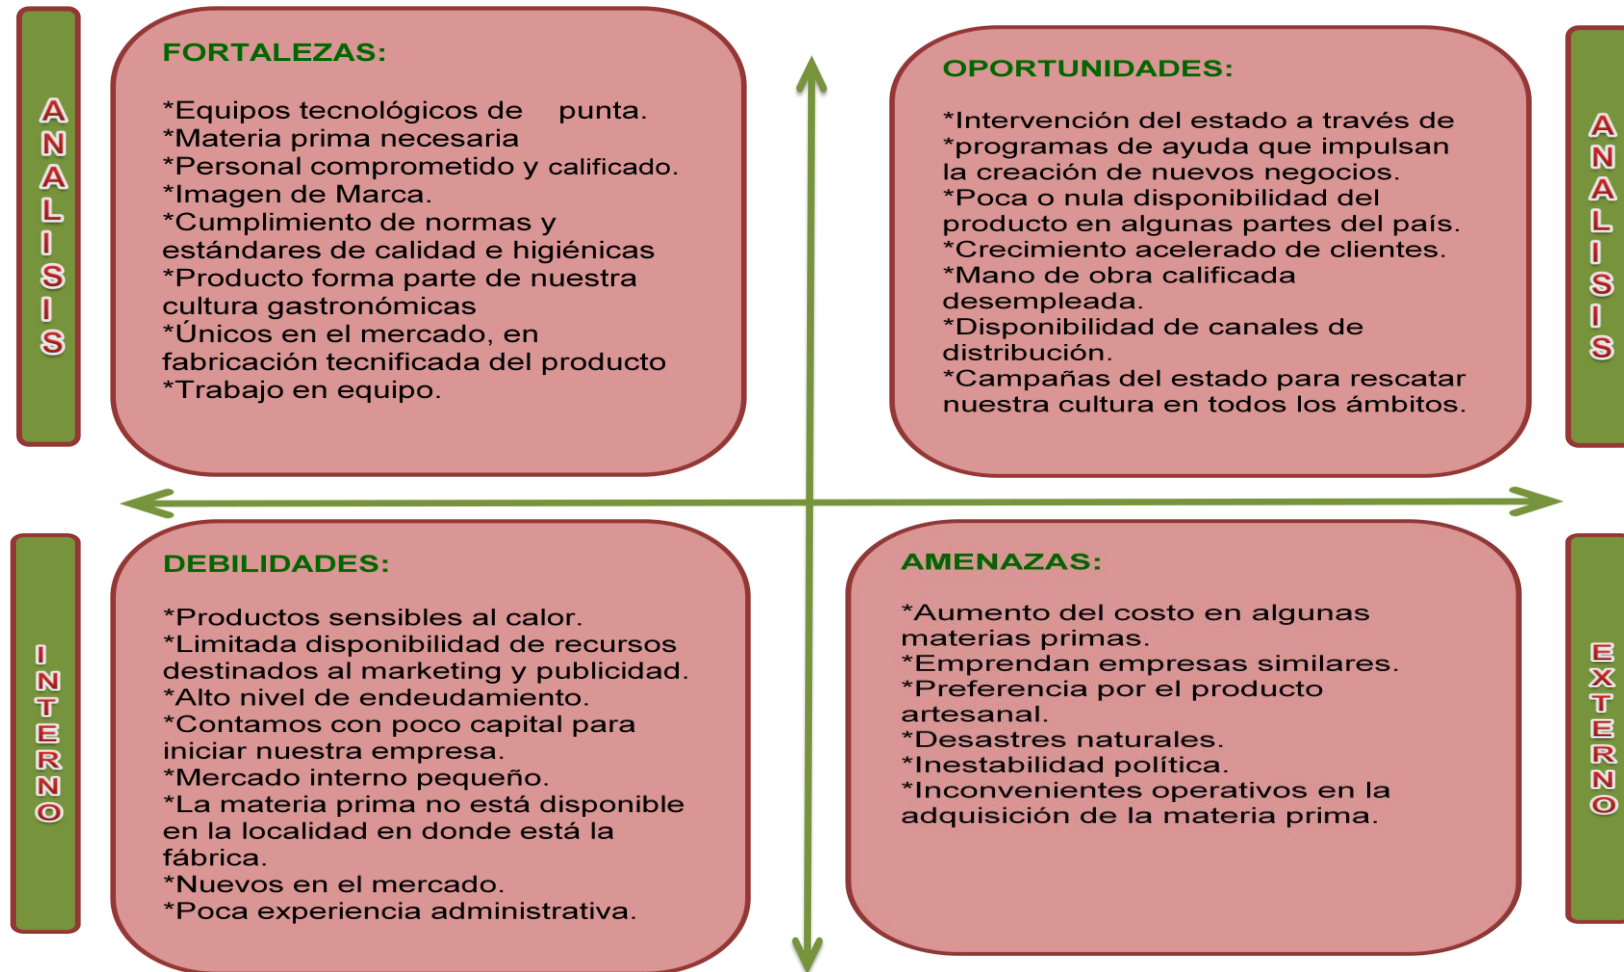 ANALISIS
FORTALEZAS:
*Equipos tecnológicos de punta.
*Materia prima necesaria
*Personal comprometido y calificado.
*Imagen de Marca.
*Cumplimiento de normas y
estándares de calidad e higiénicas
*Producto forma parte de nuestra
cultura gastronómicas
*Únicos en el mercado, en
fabricación tecnificada del producto
*Trabajo en equipo.
OPORTUNIDADES:
*Intervención del estado a través de
*programas de ayuda que impulsan
la creación de nuevos negocios.
*Poca o nula disponibilidad del
producto en algunas partes del país.
*Crecimiento acelerado de clientes.
*Mano de obra calificada
desempleada.
*Disponibilidad de canales de
distribución.
*Campañas del estado para rescatar
nuestra cultura en todos los ámbitos.
ANALISIS
INTERNO
DEBILIDADES:
*Productos sensibles al calor.
*Limitada disponibilidad de recursos
destinados al marketing y publicidad.
*Alto nivel de endeudamiento.
*Contamos con poco capital para
iniciar nuestra empresa.
*Mercado interno pequeño.
*La materia prima no está disponible
en la localidad en donde está la
fábrica.
*Nuevos en el mercado.
*Poca experiencia administrativa.
AMENAZAS:
*Aumento del costo en algunas
materias primas.
*Emprendan empresas similares.
*Preferencia por el producto
artesanal.
*Desastres naturales.
*Inestabilidad política.
*Inconvenientes operativos en la
adquisición de la materia prima.
EXTERNO